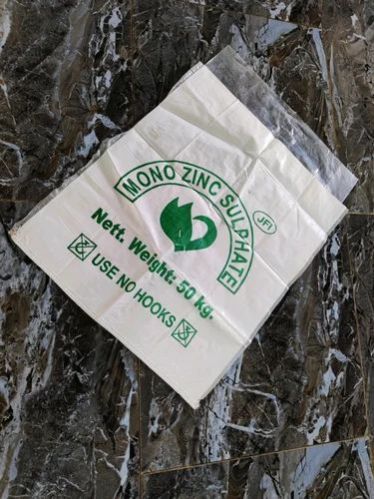 MONO ZINC SULPHATE
JFI
Nett. Weight: 50 kg.
USE NO HOOKS